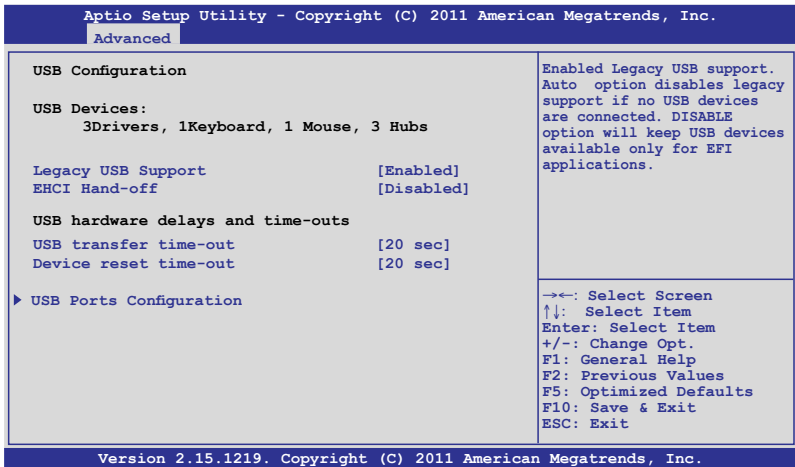 Aptio Setup Utility - Copyright (C) 2011 American Megatrends, Inc.
Advanced
USB Configuration
USB Devices:
3Drivers, 1Keyboard, 1 Mouse, 3 Hubs
Legacy USB Support [Enabled]
EHCI Hand-off [Disabled]
USB hardware delays and time-outs
USB transfer time-out [20 sec]
Device reset time-out [20 sec]
USB Ports Configuration
Enabled Legacy USB support.
Auto option disables legacy
support if no USB devices
are connected. DISABLE
option will keep USB devices
available only for EFI
applications.
→←: Select Screen
↑↓: Select Item
Enter: Select Item
+/-: Change Opt.
F1: General Help
F2: Previous Values
F5: Optimized Defaults
F10: Save & Exit
ESC: Exit
Version 2.15.1219. Copyright (C) 2011 American Megatrends, Inc.